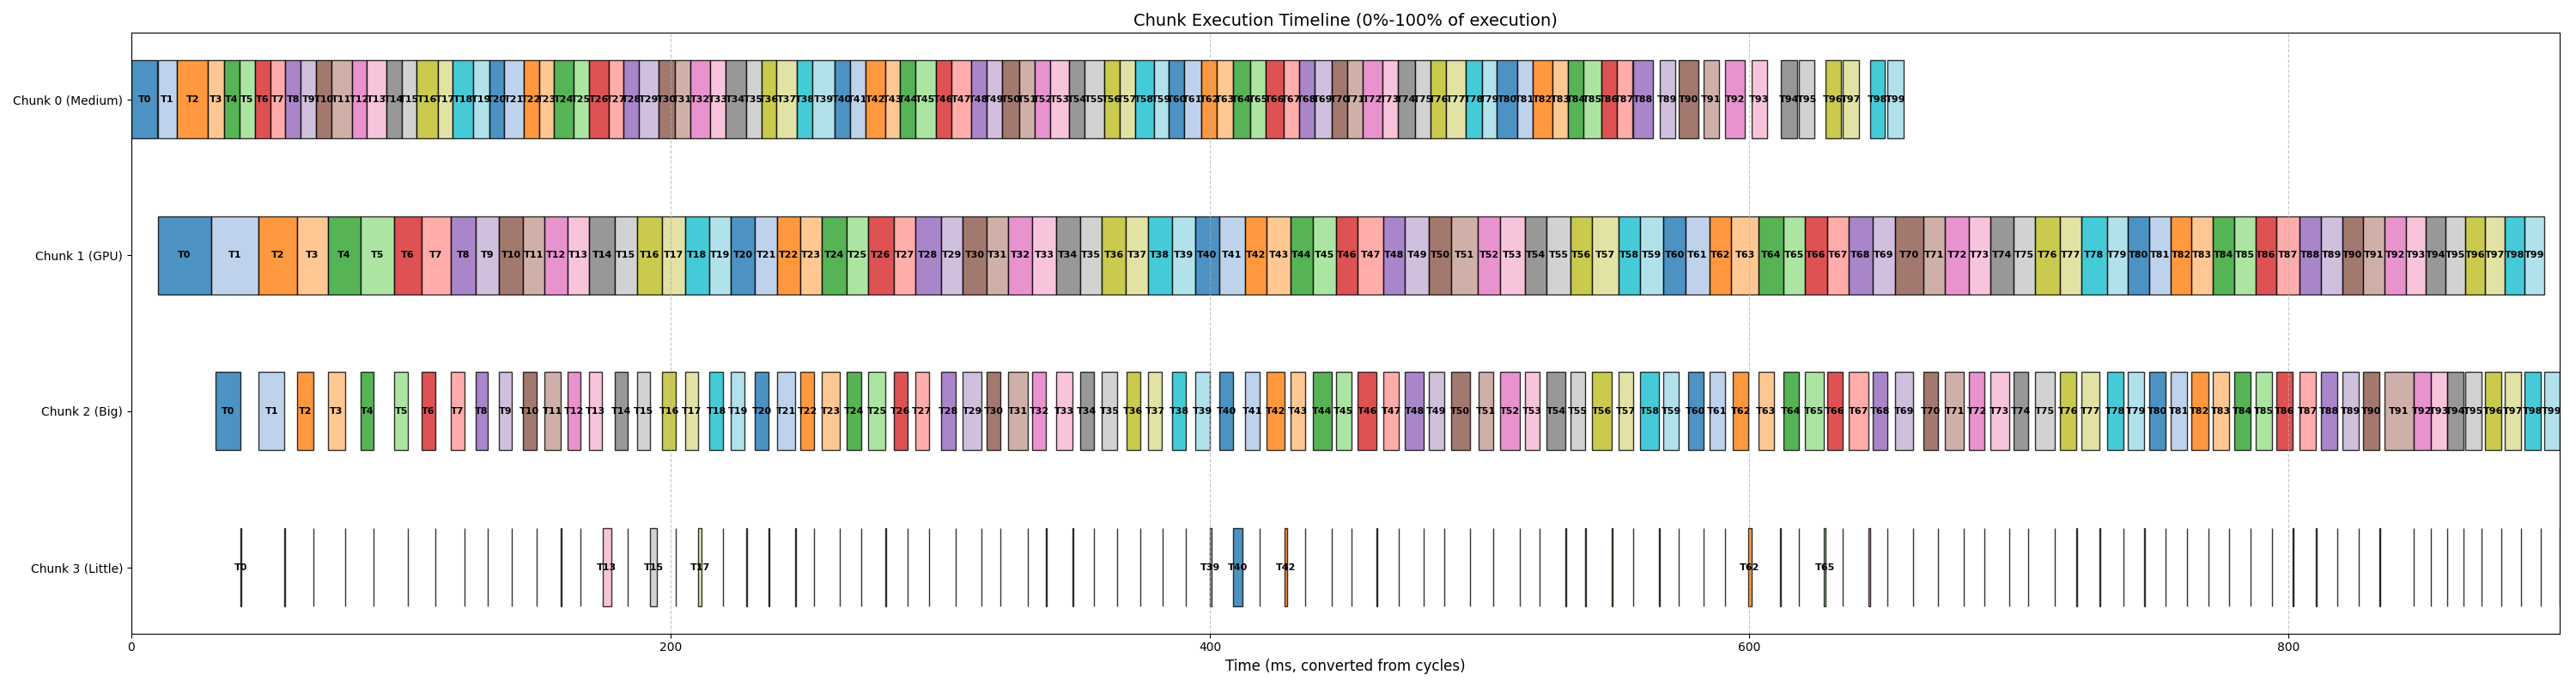 Chunk Execution Timeline (0%-100% of execution)
Chunk 0 (Medium)
T0 T1 T2 T3 T4 T5 T6 T7 T8 T9 T10 T11 T12 T13 T14 T15 T16 T17 T18 T19 T20 T21 T22 T23 T24 T25 T26 T27 T28 T29 T30 T31 T32 T33 T34 T35 T36 T37 T38 T39 T40 T41 T42 T43 T44 T45 T46 T47 T48 T49 T50 T51 T52 T53 T54 T55 T56 T57 T58 T59 T60 T61 T62 T63 T64 T65 T66 T67 T68 T69 T70 T71 T72 T73 T74 T75 T76 T77 T78 T79 T80 T81 T82 T83 T84 T85 T86 T87 T88 T89 T90 T91 T92 T93 T94 T95 T96 T97 T98 T99
Chunk 1 (GPU)
T0 T1 T2 T3 T4 T5 T6 T7 T8 T9 T10 T11 T12 T13 T14 T15 T16 T17 T18 T19 T20 T21 T22 T23 T24 T25 T26 T27 T28 T29 T30 T31 T32 T33 T34 T35 T36 T37 T38 T39 T40 T41 T42 T43 T44 T45 T46 T47 T48 T49 T50 T51 T52 T53 T54 T55 T56 T57 T58 T59 T60 T61 T62 T63 T64 T65 T66 T67 T68 T69 T70 T71 T72 T73 T74 T75 T76 T77 T78 T79 T80 T81 T82 T83 T84 T85 T86 T87 T88 T89 T90 T91 T92 T93 T94 T95 T96 T97 T98 T99
Chunk 2 (Big)
T0 T1 T2 T3 T4 T5 T6 T7 T8 T9 T10 T11 T12 T13 T14 T15 T16 T17 T18 T19 T20 T21 T22 T23 T24 T25 T26 T27 T28 T29 T30 T31 T32 T33 T34 T35 T36 T37 T38 T39 T40 T41 T42 T43 T44 T45 T46 T47 T48 T49 T50 T51 T52 T53 T54 T55 T56 T57 T58 T59 T60 T61 T62 T63 T64 T65 T66 T67 T68 T69 T70 T71 T72 T73 T74 T75 T76 T77 T78 T79 T80 T81 T82 T83 T84 T85 T86 T87 T88 T89 T90 T91 T92 T93 T94 T95 T96 T97 T98 T99
Chunk 3 (Little)
T0 T13 T15 T17 T39 T40 T42 T62 T65
0 200 400 600 800
Time (ms, converted from cycles)